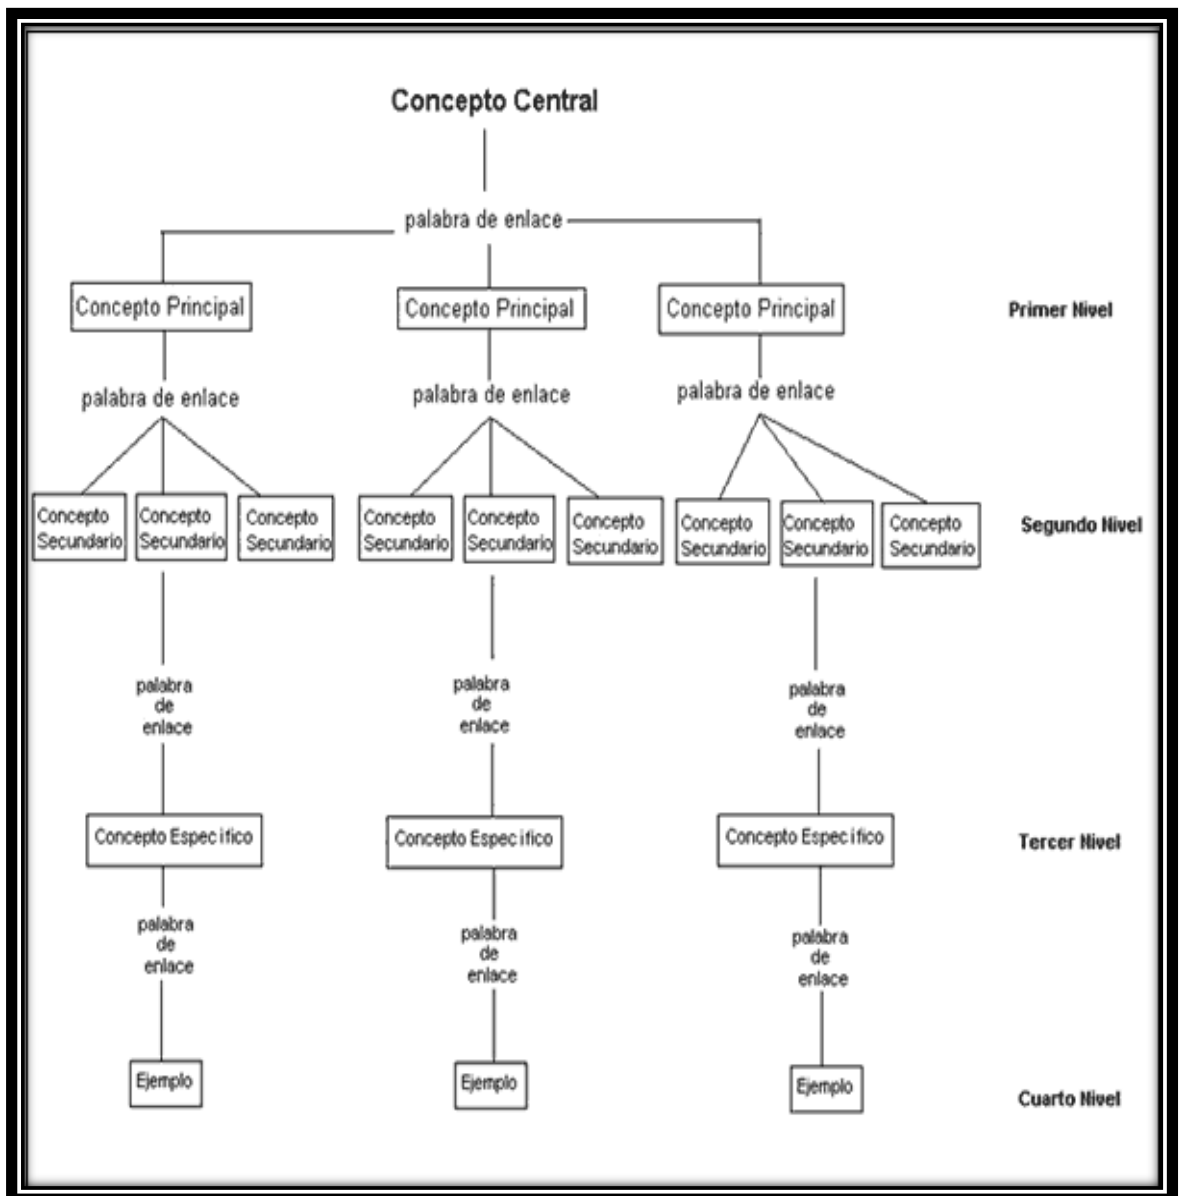 Concepto Central
palabra de enlace
Concepto Principal
Concepto Principal
Concepto Principal
Primer Nivel
palabra de enlace
palabra de enlace
palabra de enlace
Concepto
Secundario
Concepto
Secundario
Concepto
Secundario
Concepto
Secundario
Concepto
Secundario
Concepto
Secundario
Concepto
Secundario
Concepto
Secundario
Concepto
Secundario
Segundo Nivel
palabra
de
enlace
palabra
de
enlace
palabra
de
enlace
Concepto Especifico
Concepto Especifico
Concepto Especifico
Tercer Nivel
palabra
de
enlace
palabra
de
enlace
palabra
de
enlace
Ejemplo
Ejemplo
Ejemplo
Cuarto Nivel